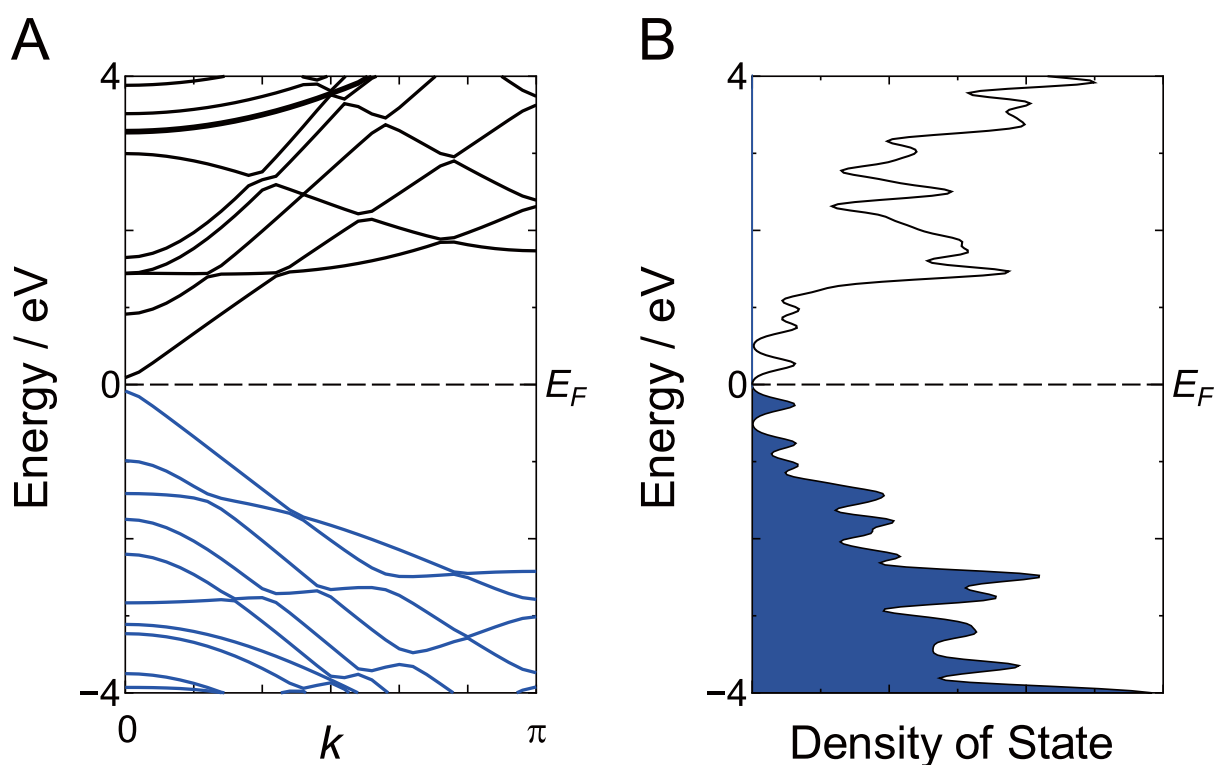 A
B
4
0
−4
Energy / eV
E_F
0
k
π
4
0
−4
Energy / eV
E_F
Density of State